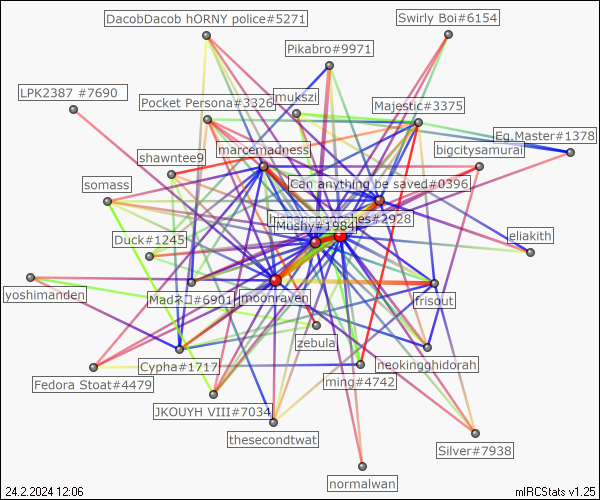 DacobDacob hORNY police#5271
Swirly Boi#6154
Pikabro#9971
LPK2387 #7690
mukszi
Pocket Persona#3326
Majestic#3375
Eg.Master#1378
marcemadness
bigcitysamurai
shawntee9
Can anything be saved#0396
somass
#2928
Mushy#1984
Duck#1245
eliakith
yoshimanden
Madネコ#6901
moonraven
frisout
zebula
Cypha#1717
neokingghidorah
Fedora Stoat#4479
ming#4742
JKOUYH VIII#7034
thesecondtwat
Silver#7938
normalwan
24.2.2024 12:06
mIRCStats v1.25